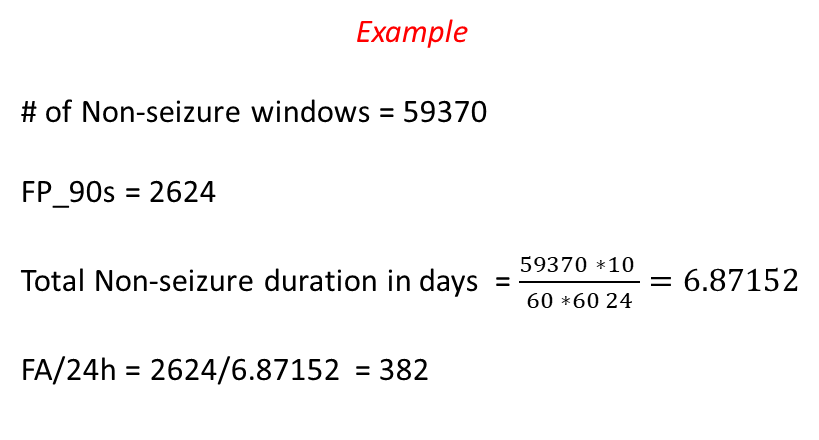 Example
# of Non-seizure windows = 59370
FP_90s = 2624
Total Non-seizure duration in days = \frac{59370 *10}{60 *60 24} = 6.87152
FA/24h = 2624/6.87152 = 382